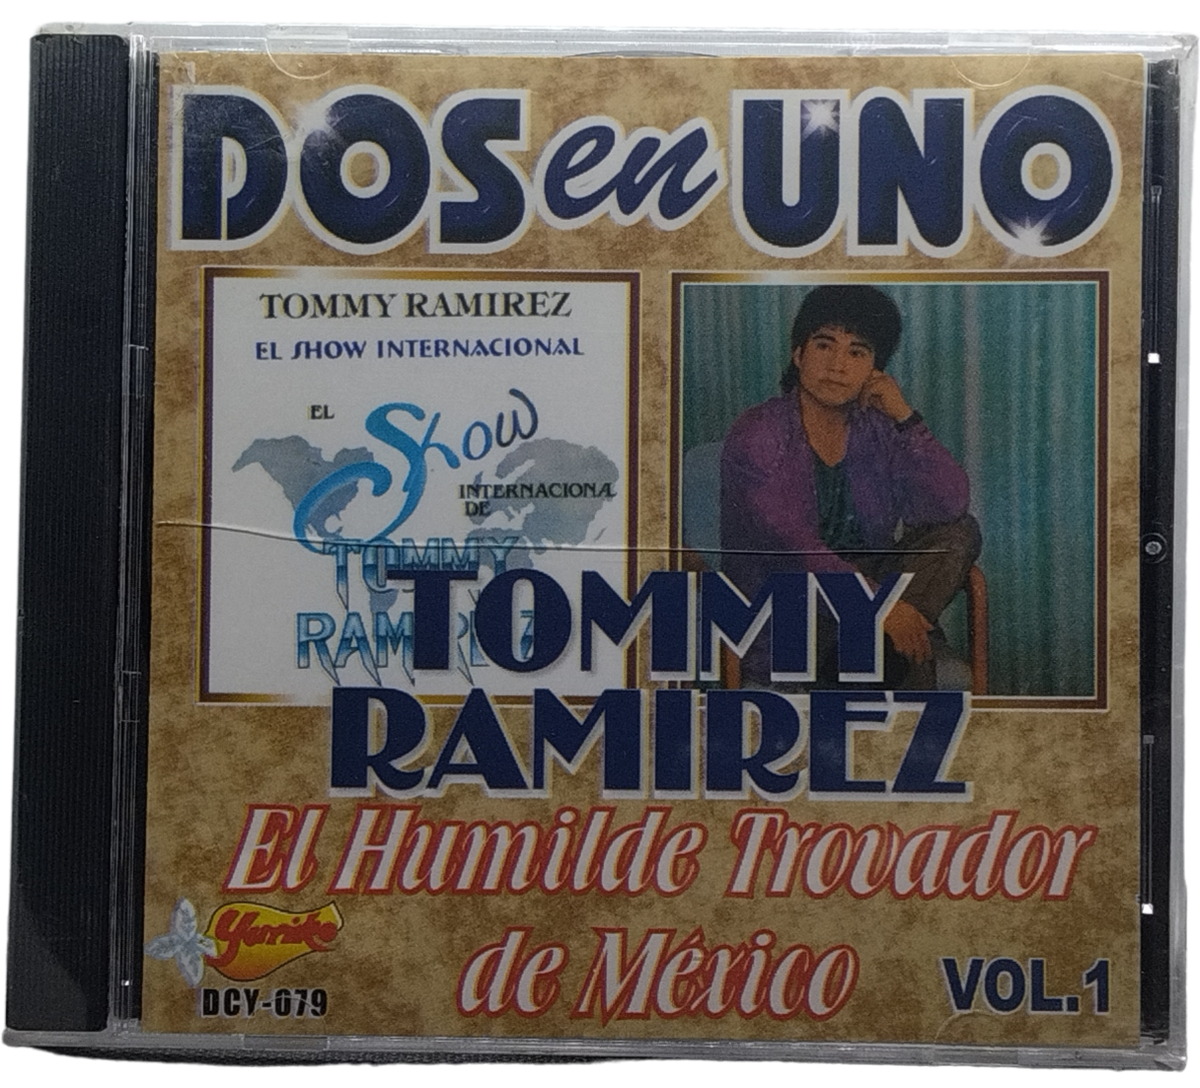 DOS en UNO
TOMMY RAMIREZ
EL SHOW INTERNACIONAL
EL
Show
INTERNACIONAL
DE
TOMMY
RAMIREZ
TOMMY
RAMIREZ
El Humilde Trovador
de México
Yemike
DCY-079
VOL.1